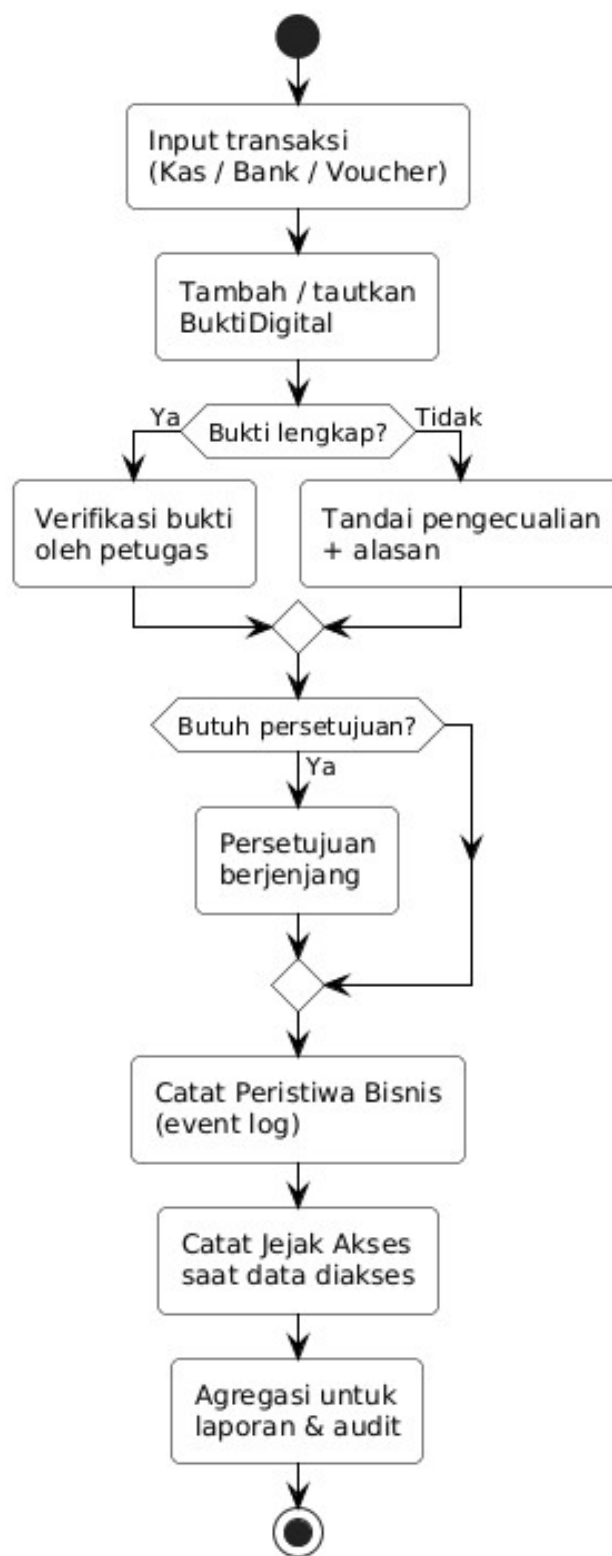 Input transaksi
(Kas / Bank / Voucher)
Tambah / tautkan
BuktiDigital
Bukti lengkap?
Ya
Tidak
Verifikasi bukti
oleh petugas
Tandai pengecualian
+ alasan
Butuh persetujuan?
Ya
Persetujuan
berjenjang
Catat Peristiwa Bisnis
(event log)
Catat Jejak Akses
saat data diakses
Agregasi untuk
laporan & audit